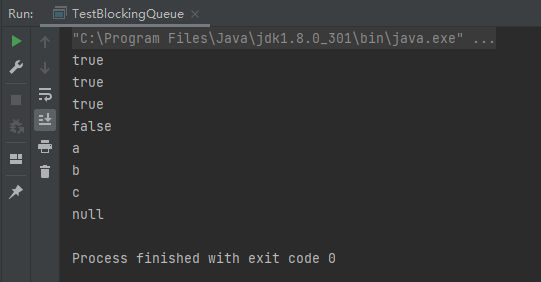 Run: TestBlockingQueue
"C:\Program Files\Java\jdk1.8.0_301\bin\java.exe" ...
true
true
true
false
a
b
c
null
Process finished with exit code 0